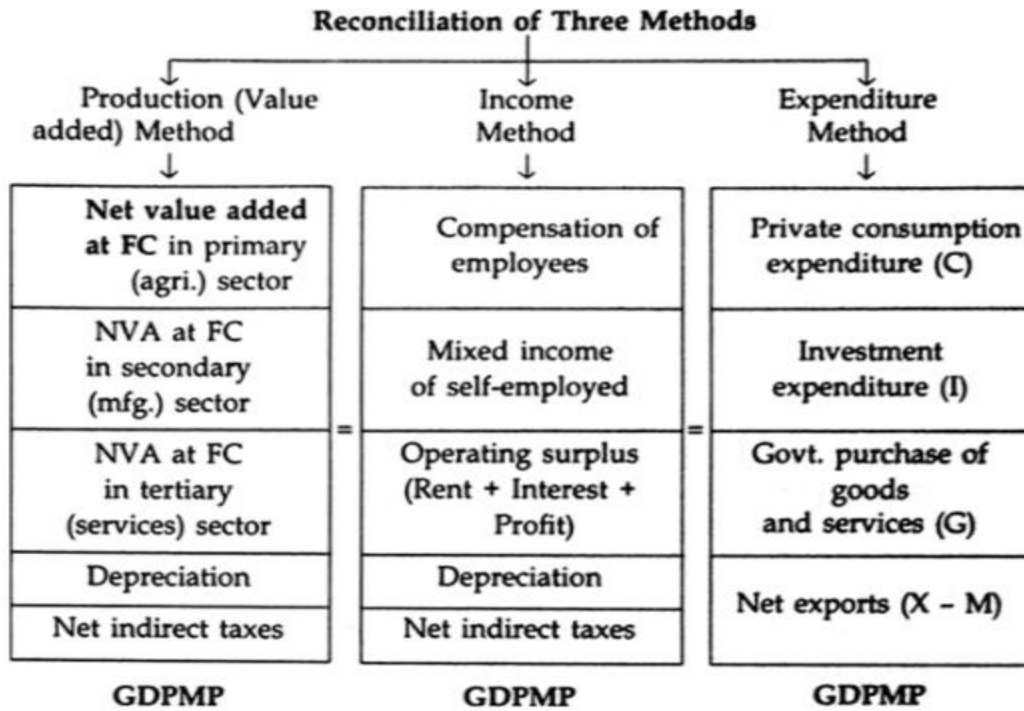 Reconciliation of Three Methods
Production (Value
added) Method
Income
Method
Expenditure
Method
Net value added
at FC in primary
(agri.) sector
NVA at FC
in secondary
(mfg.) sector
NVA at FC
in tertiary
(services) sector
Depreciation
Net indirect taxes
GDPMP
=
Compensation of
employees
Mixed income
of self-employed
Operating surplus
(Rent + Interest +
Profit)
Depreciation
Net indirect taxes
GDPMP
=
Private consumption
expenditure (C)
Investment
expenditure (I)
Govt. purchase of
goods
and services (G)
Net exports (X – M)
GDPMP